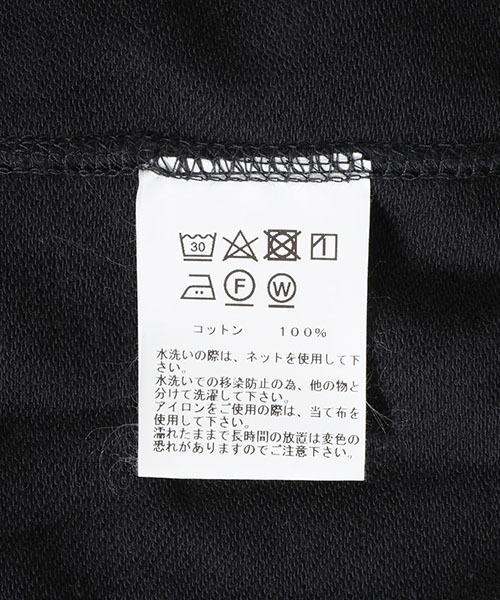 30
F W
コットン 100%
水洗いの際は、ネットを使用して下
さい。
水洗いでの移染防止の為、他の物と
分けて洗濯して下さい。
アイロンをご使用の際は、当て布を
使用して下さい。
濡れたままで長時間の放置は変色の
恐れがありますのでご注意下さい。